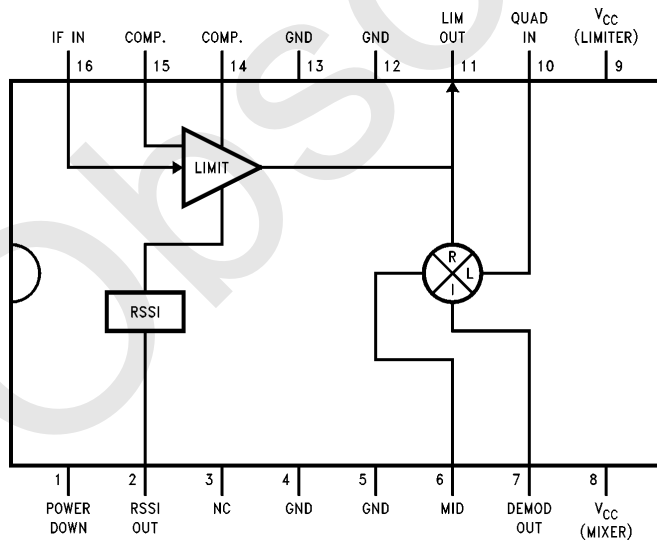 IF IN
COMP.
COMP.
GND
GND
LIM
OUT
QUAD
IN
VCC
(LIMITER)
16
15
14
13
12
11
10
9
LIMIT
R
L
I
RSSI
1
2
3
4
5
6
7
8
POWER
DOWN
RSSI
OUT
NC
GND
GND
MID
DEMOD
OUT
VCC
(MIXER)